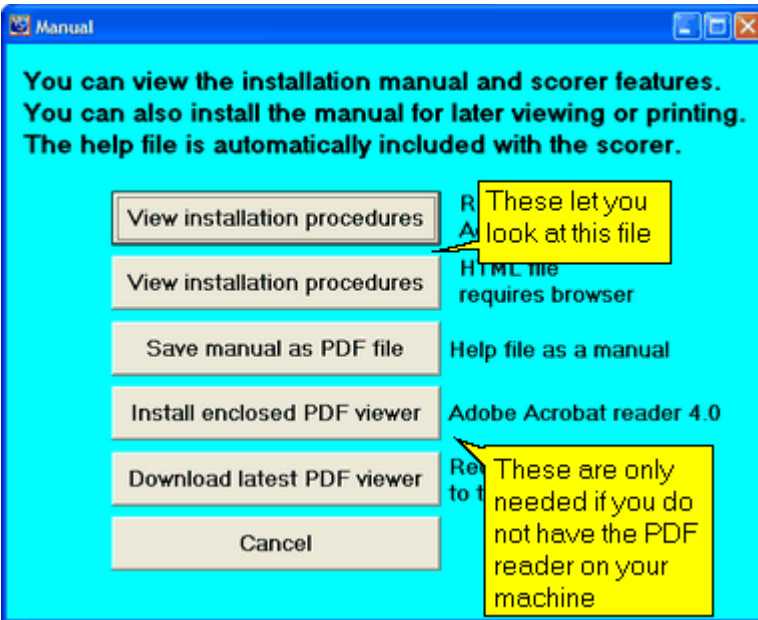 Manual
You can view the installation manual and scorer features.
You can also install the manual for later viewing or printing.
The help file is automatically included with the scorer.
View installation procedures
These let you
look at this file
View installation procedures
HTML file
requires browser
Save manual as PDF file
Help file as a manual
Install enclosed PDF viewer
Adobe Acrobat reader 4.0
Download latest PDF viewer
These are only
needed if you do
not have the PDF
reader on your
machine
Cancel